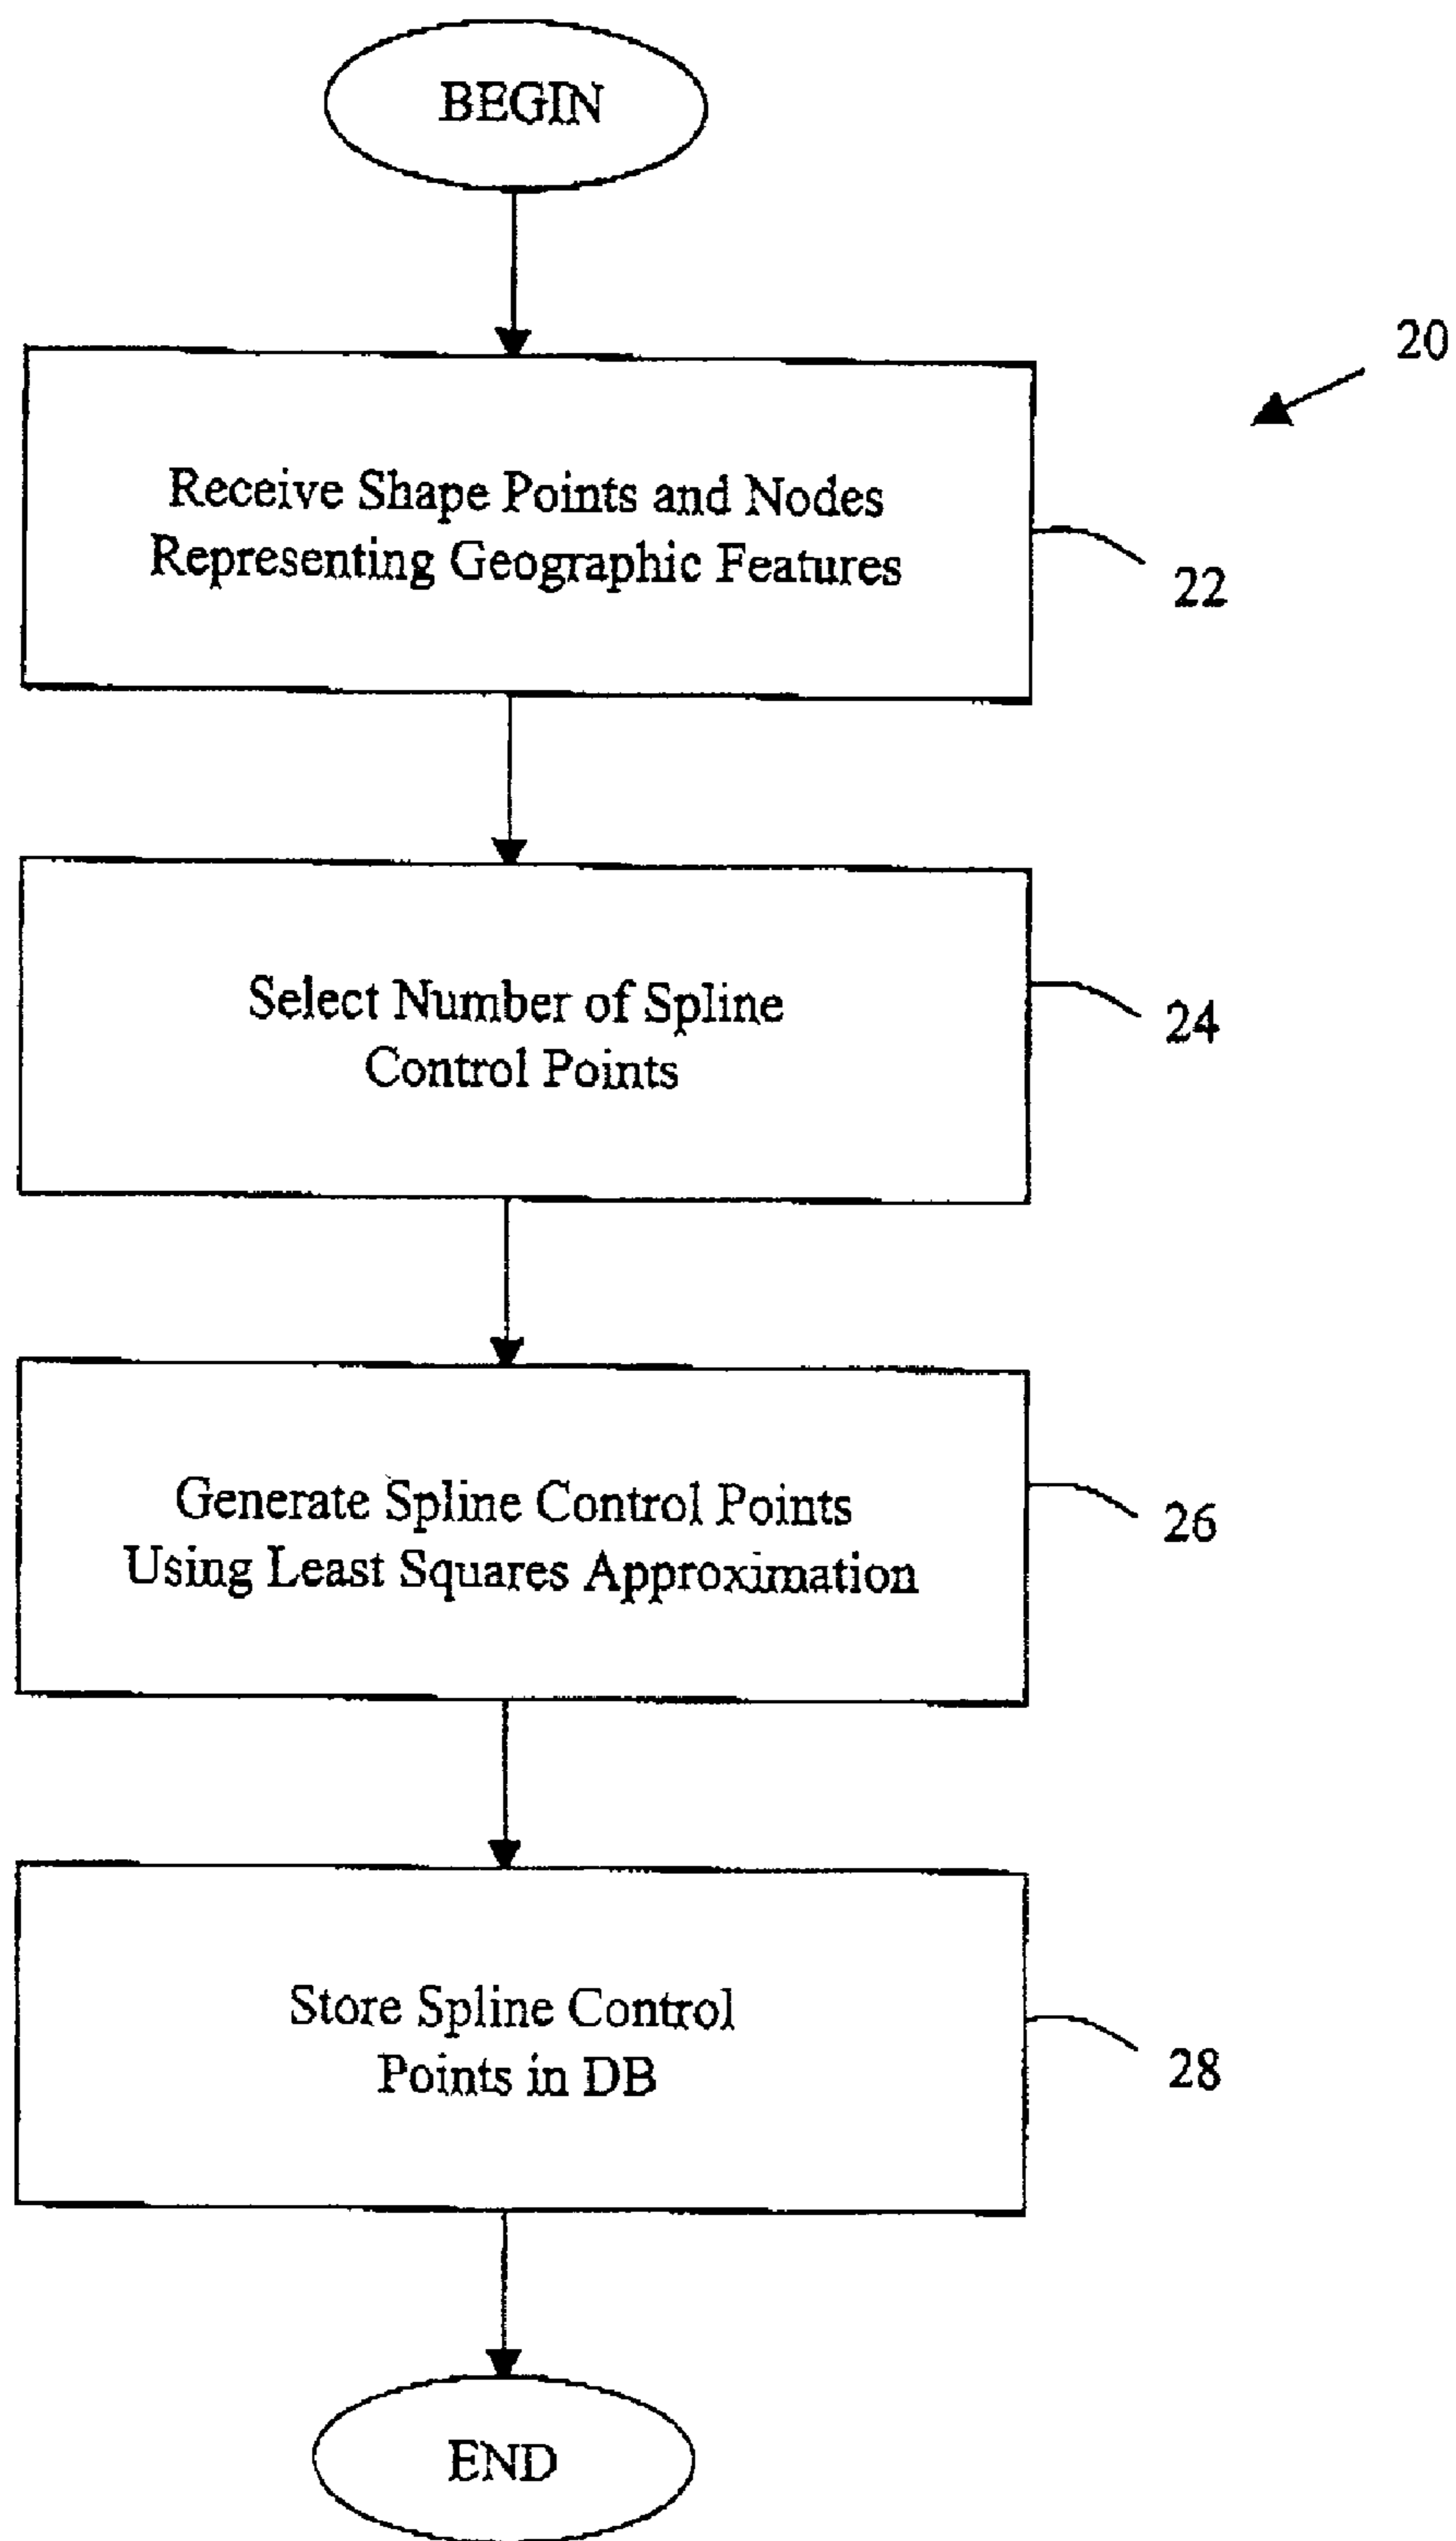 BEGIN
20
Receive Shape Points and Nodes
Representing Geographic Features
22
Select Number of Spline
Control Points
24
Generate Spline Control Points
Using Least Squares Approximation
26
Store Spline Control
Points in DB
28
END